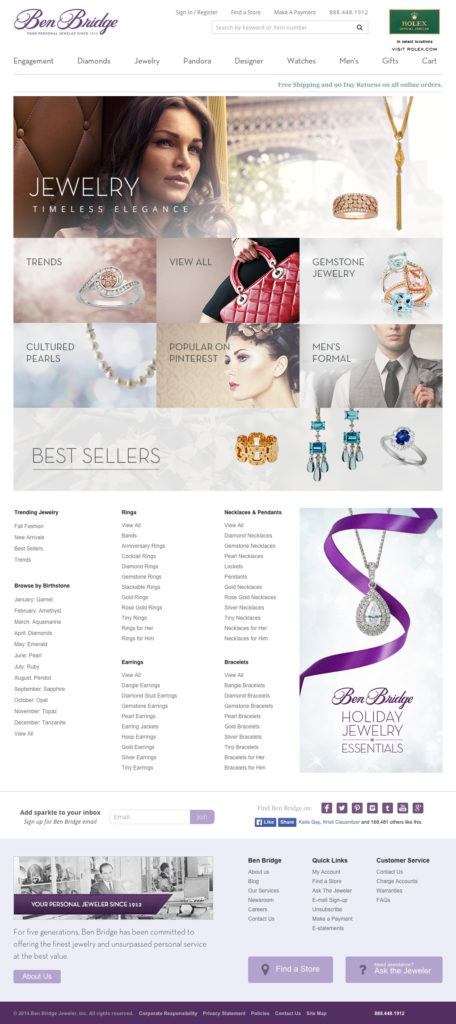 Ben Bridge
YOUR PERSONAL JEWELER SINCE 1912
Sign In / Register Find a Store Make A Payment 888.448.1912
Search by keyword or item number
ROLEX
In select locations
VISIT ROLEX.COM
Engagement Diamonds Jewelry Pandora Designer Watches Men's Gifts Cart
Free Shipping and 90 Day Returns on all online orders.
JEWELRY
TIMELESS ELEGANCE
TRENDS
VIEW ALL
GEMSTONE
JEWELRY
CULTURED
PEARLS
POPULAR ON
PINTEREST
MEN'S
FORMAL
BEST SELLERS
Trending Jewelry
Fall Fashion
New Arrivals
Best Sellers
Trends
Browse by Birthstone
January: Garnet
February: Amethyst
March: Aquamarine
April: Diamonds
May: Emerald
June: Pearl
July: Ruby
August: Peridot
September: Sapphire
October: Opal
November: Topaz
December: Tanzanite
View All
Rings
View All
Bands
Anniversary Rings
Cocktail Rings
Diamond Rings
Gemstone Rings
Stackable Rings
Gold Rings
Rose Gold Rings
Tiny Rings
Rings for Her
Rings for Him
Earrings
View All
Dangle Earrings
Diamond Stud Earrings
Gemstone Earrings
Pearl Earrings
Earring Jackets
Hoop Earrings
Gold Earrings
Silver Earrings
Tiny Earrings
Necklaces & Pendants
View All
Diamond Necklaces
Gemstone Necklaces
Pearl Necklaces
Lockets
Pendants
Gold Necklaces
Rose Gold Necklaces
Silver Necklaces
Tiny Necklaces
Necklaces for Her
Necklaces for Him
Bracelets
View All
Bangle Bracelets
Diamond Bracelets
Gemstone Bracelets
Pearl Bracelets
Gold Bracelets
Silver Bracelets
Tiny Bracelets
Bracelets for Her
Bracelets for Him
Ben Bridge
HOLIDAY
JEWELRY
ESSENTIALS
Add sparkle to your inbox
Sign up for Ben Bridge email
Email
Join
Find Ben Bridge on:
Like Share Katie Gay, Kristi Clausnitzer and 168,481 others like this.
YOUR PERSONAL JEWELER SINCE 1912
For five generations, Ben Bridge has been committed to
offering the finest jewelry and unsurpassed personal service
at the best value.
About Us
Ben Bridge
About us
Blog
Our Services
Newsroom
Careers
Contact Us
Quick Links
My Account
Find a Store
Ask The Jeweler
E-mail Sign-up
Unsubscribe
Make a Payment
E-statements
Customer Service
Contact Us
Charge Accounts
Warranties
FAQs
Find a Store
? Need assistance?
Ask the Jeweler
© 2014 Ben Bridge Jeweler, Inc. All rights reserved. Corporate Responsibility Privacy Statement Policies Contact Us Site Map 888.448.1912